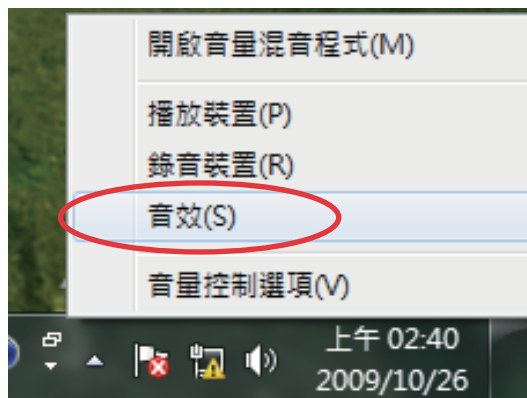 開啟音量混音程式(M)
播放裝置(P)
錄音裝置(R)
音效(S)
音量控制選項(V)
上午 02:40
2009/10/26